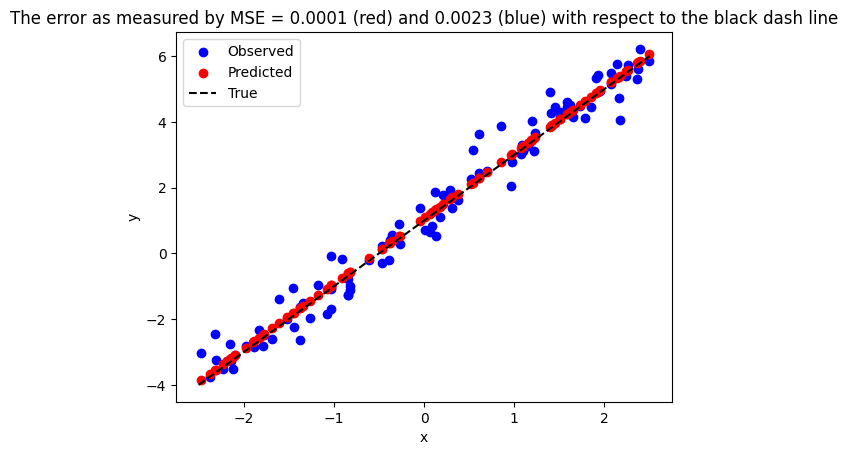 The error as measured by MSE = 0.0001 (red) and 0.0023 (blue) with respect to the black dash line
Observed
Predicted
True
6
4
2
0
−2
−4
y
−2
−1
0
1
2
x